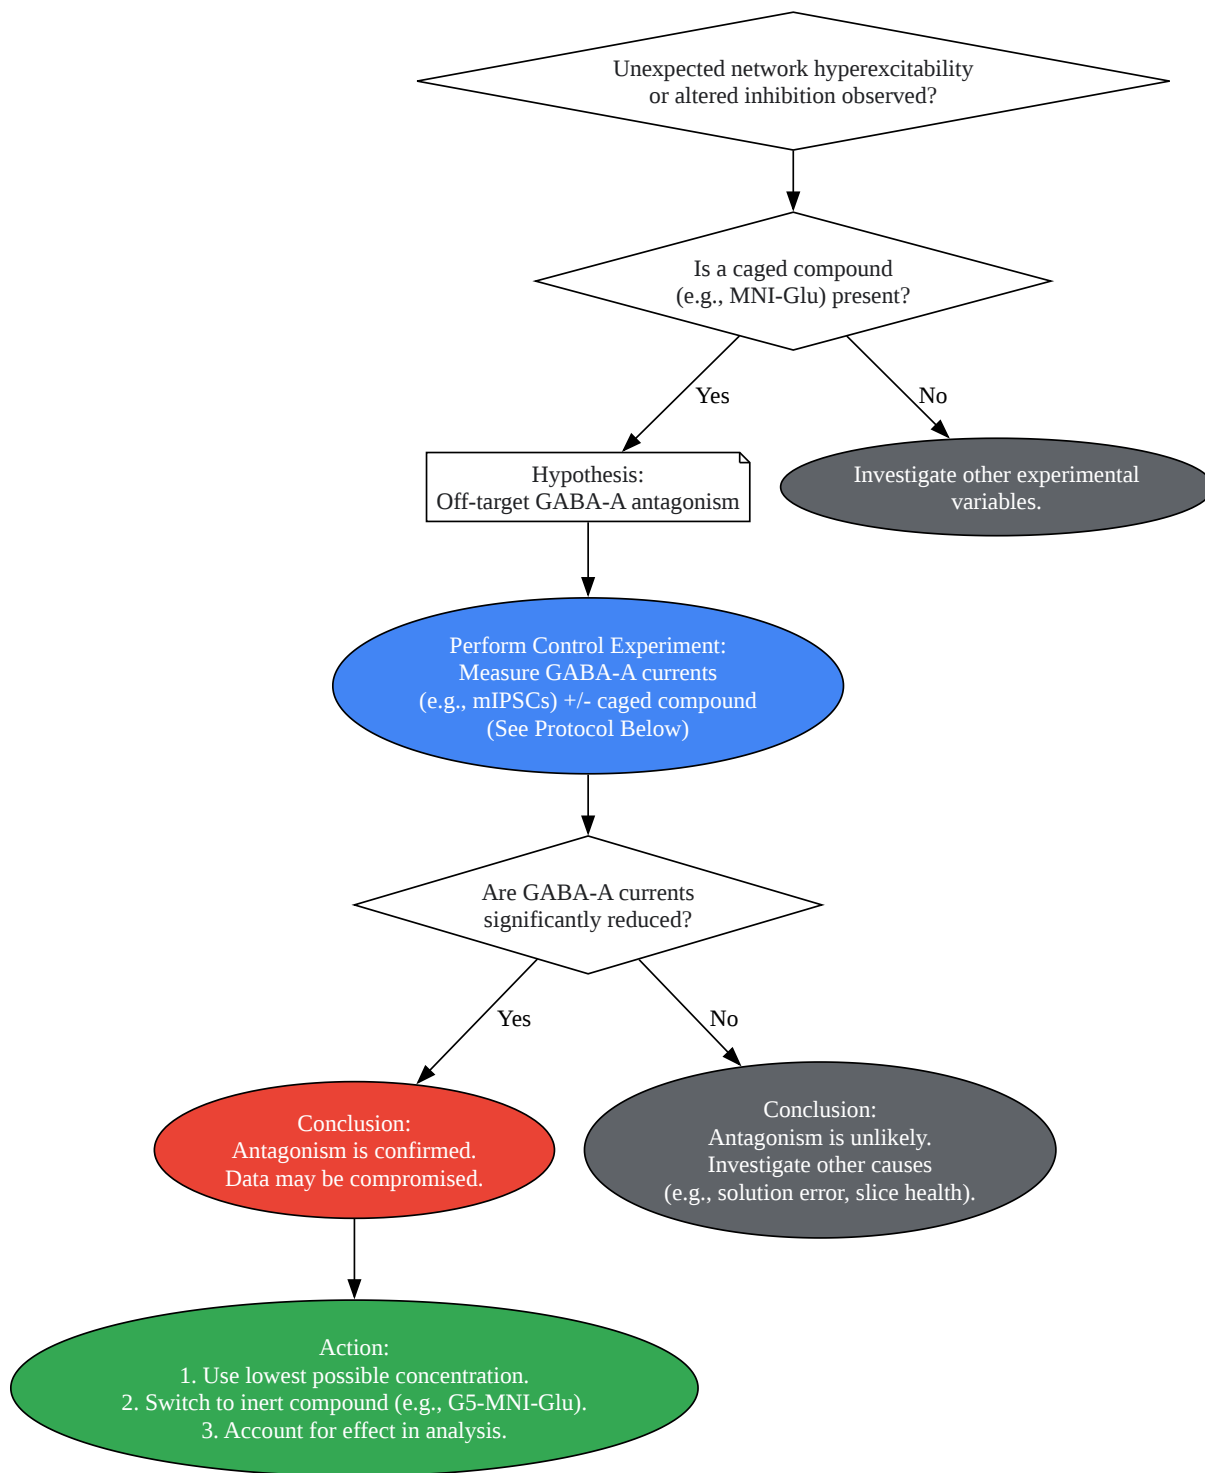 Unexpected network hyperexcitability
or altered inhibition observed?
Is a caged compound
(e.g., MNI-Glu) present?
Yes
No
Hypothesis:
Off-target GABA-A antagonism
Investigate other experimental
variables.
Perform Control Experiment:
Measure GABA-A currents
(e.g., mIPSCs) +/- caged compound
(See Protocol Below)
Are GABA-A currents
significantly reduced?
Yes
No
Conclusion:
Antagonism is confirmed.
Data may be compromised.
Conclusion:
Antagonism is unlikely.
Investigate other causes
(e.g., solution error, slice health).
Action:
1. Use lowest possible concentration.
2. Switch to inert compound (e.g., G5-MNI-Glu).
3. Account for effect in analysis.